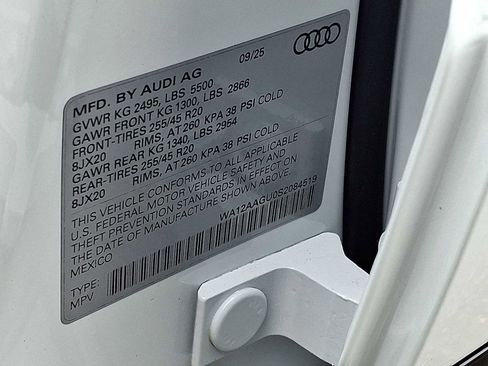 MFD. BY AUDI AG 09/25
GVWR KG 2495, LBS 5500
GAWR FRONT KG 1300, LBS 2866
FRONT-TIRES 255/45 R20
8JX20 RIMS, AT 260 KPA 38 PSI COLD
GAWR REAR KG 1340, LBS 2954
REAR-TIRES 255/45 R20
8JX20 RIMS, AT 260 KPA 38 PSI COLD
THIS VEHICLE CONFORMS TO ALL APPLICABLE
U.S. FEDERAL MOTOR VEHICLE SAFETY AND
THEFT PREVENTION STANDARDS IN EFFECT ON
THE DATE OF MANUFACTURE SHOWN ABOVE.
MEXICO WA12AAGU0S2084519
TYPE:
MPV